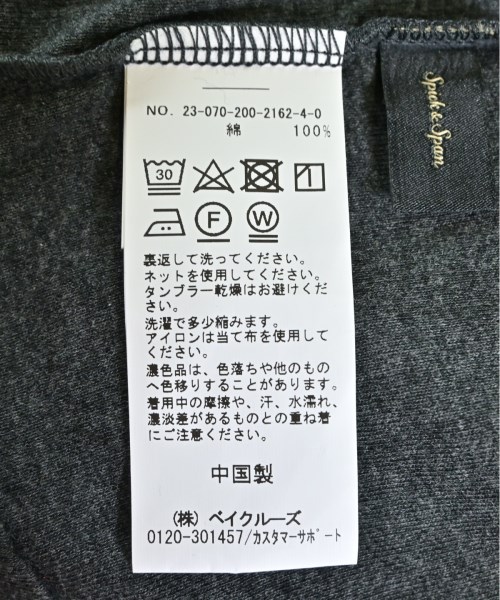 NO. 23-070-200-2162-4-0
綿 100%
30
F W
裏返して洗ってください。
ネットを使用してください。
タンブラー乾燥はお避けくだ
さい。
洗濯で多少縮みます。
アイロンは当て布を使用して
ください。
濃色品は、色落ちや他のもの
へ色移りすることがあります。
着用中の摩擦や、汗、水濡れ、
濃淡差があるものとの重ね着
にご注意ください。
中国製
(株) ベイクルーズ
0120-301457/カスタマーサポート
Spick & Span